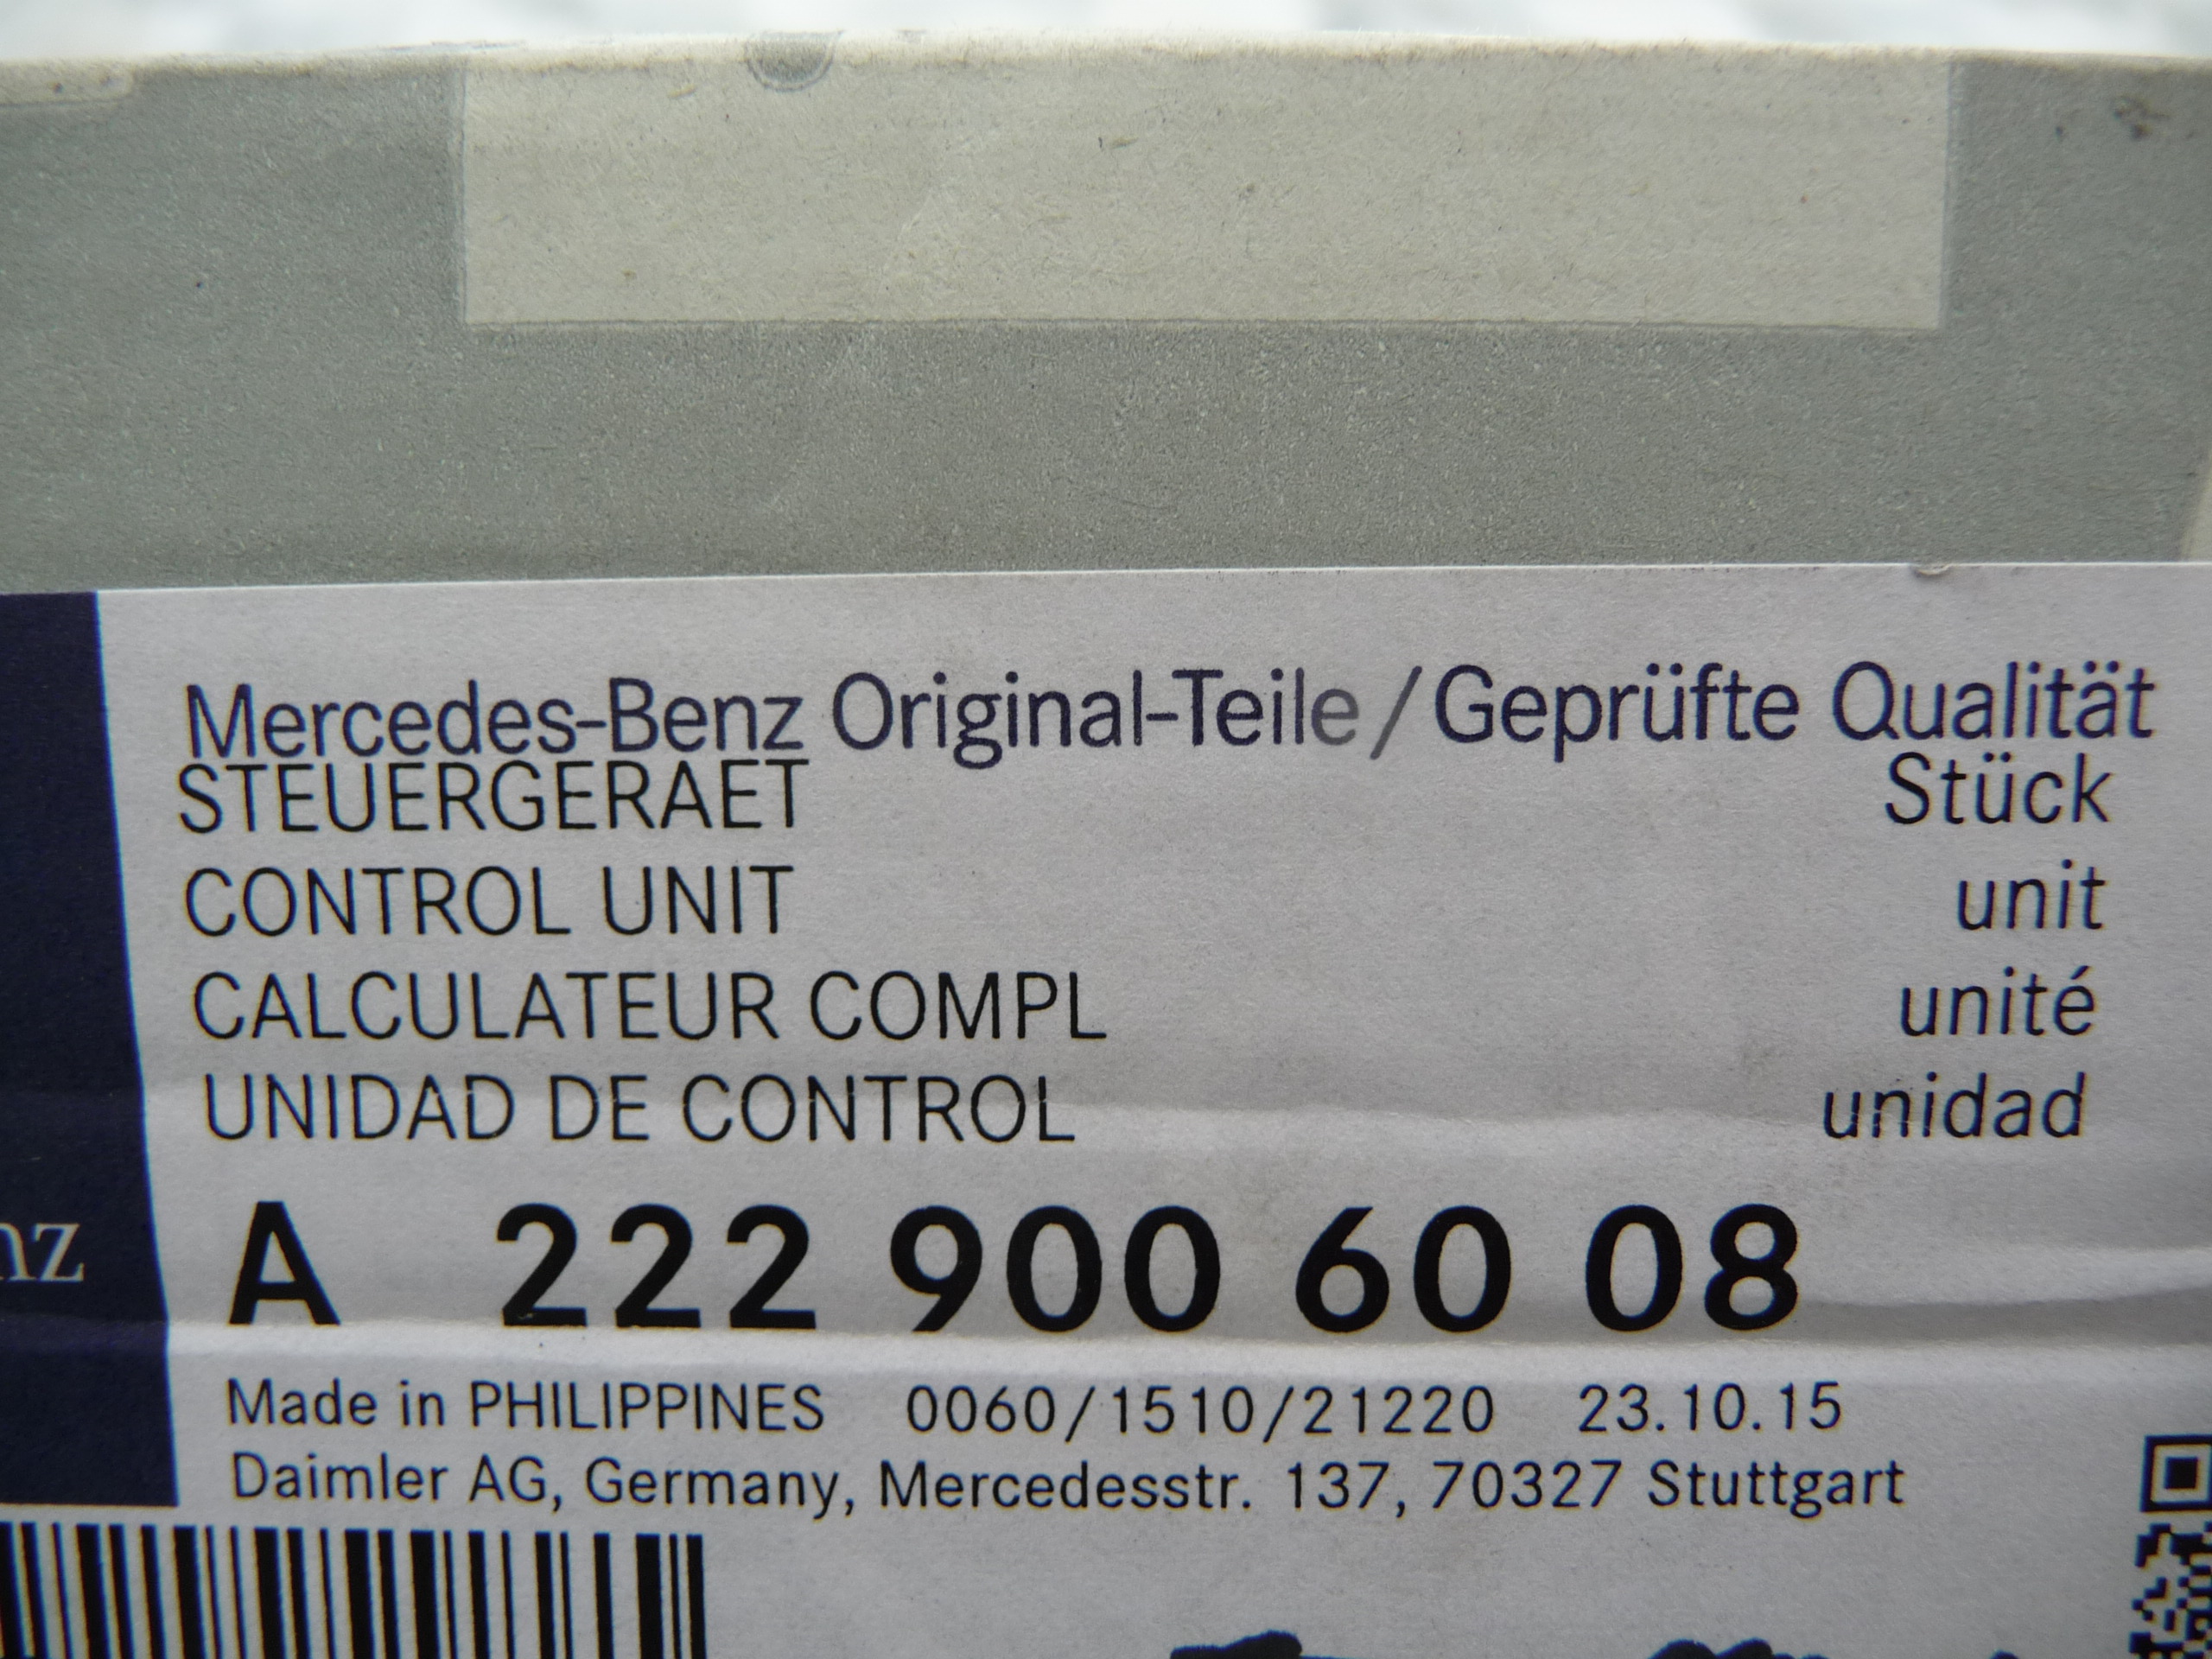 Mercedes-Benz Original-Teile/Geprüfte Qualität
STEUERGERAET Stück
CONTROL UNIT unit
CALCULATEUR COMPL unité
UNIDAD DE CONTROL unidad
A 222 900 60 08
Made in PHILIPPINES 0060/1510/21220 23.10.15
Daimler AG, Germany, Mercedesstr. 137, 70327 Stuttgart